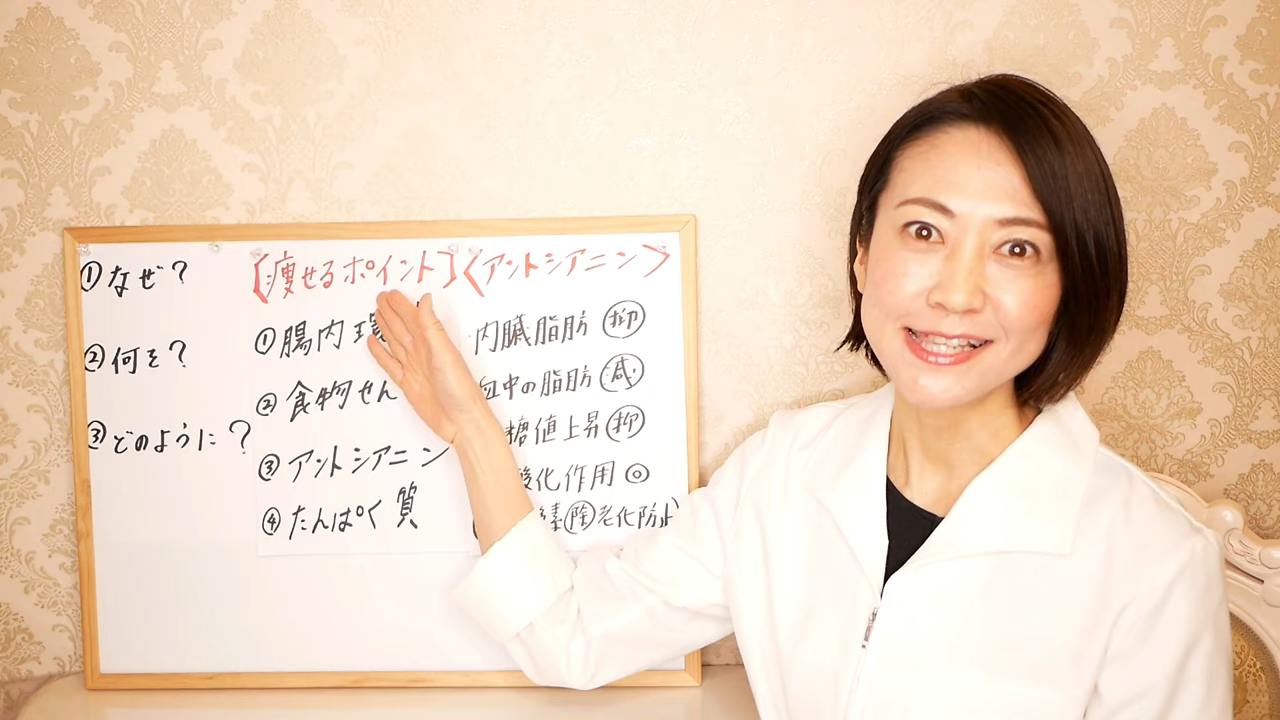 ①なぜ?
②何を?
③どのように?
【痩せるポイント】
①腸内環
②食物せん
③アントシアニン
④たんぱく質
〈アントシアニン〉
内臓脂肪 抑
血中の脂肪 減
糖値上昇 抑
酸化作用 ◎
素 除 老化防止)